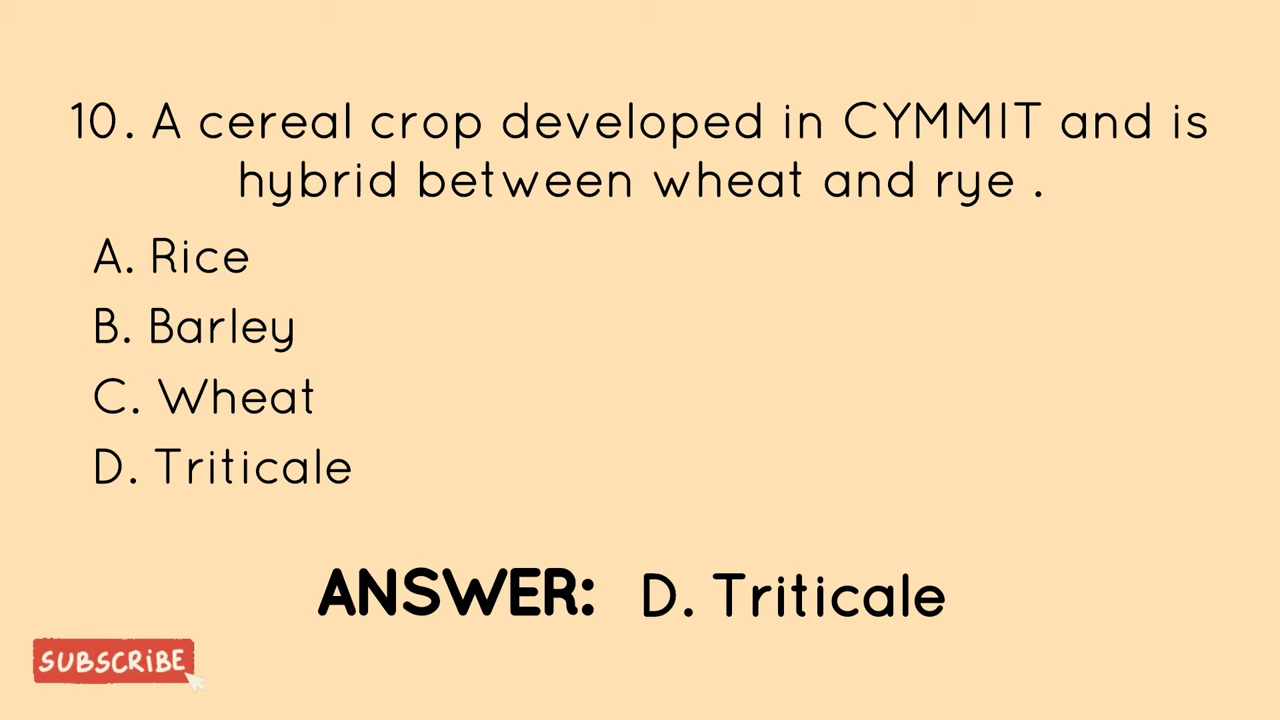 10. A cereal crop developed in CYMMIT and is
hybrid between wheat and rye .
A. Rice
B. Barley
C. Wheat
D. Triticale
ANSWER: D. Triticale
SUBSCRiBE